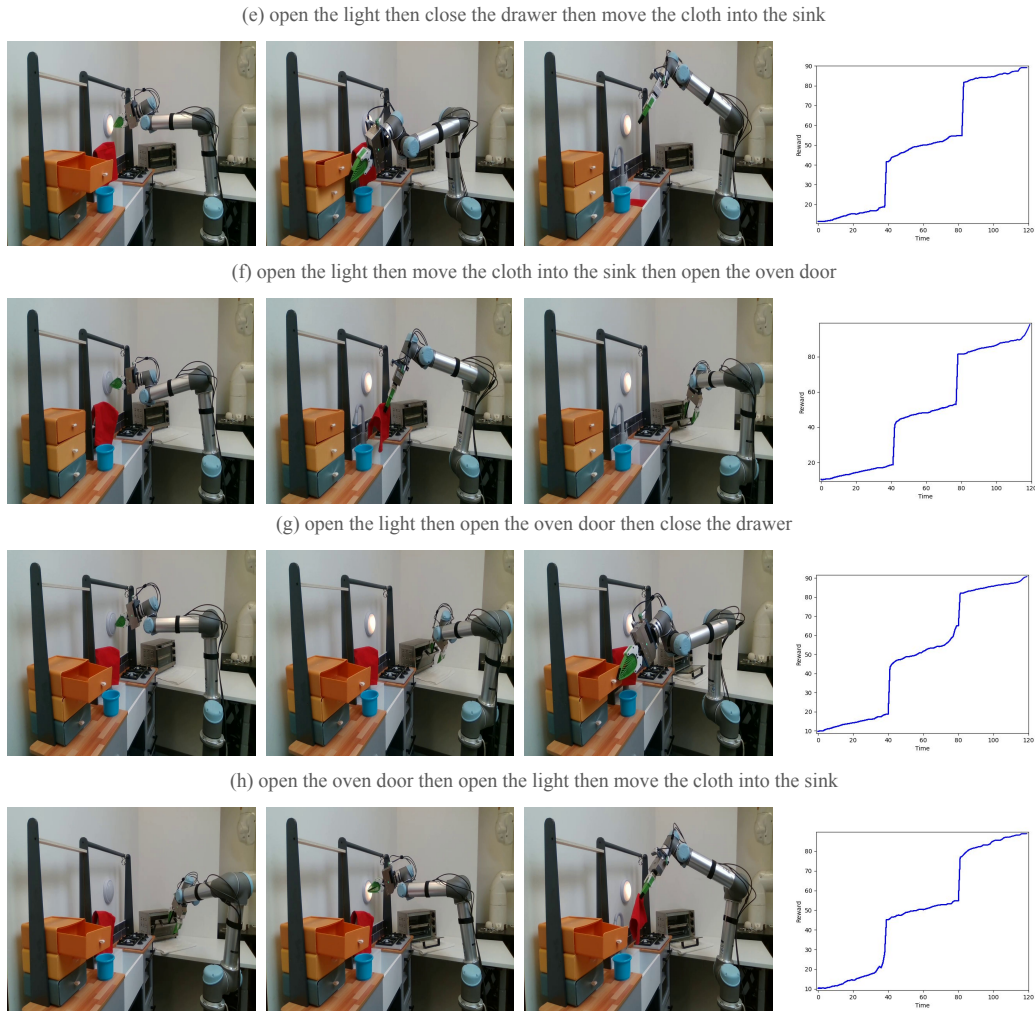 (e) open the light then close the drawer then move the cloth into the sink
90
80
70
60
50
40
30
20
Reward
0 20 40 60 80 100 120
Time
(f) open the light then move the cloth into the sink then open the oven door
80
60
40
20
Reward
0 20 40 60 80 100 120
Time
(g) open the light then open the oven door then close the drawer
90
80
70
60
50
40
30
20
10
Reward
0 20 40 60 80 100 120
Time
(h) open the oven door then open the light then move the cloth into the sink
80
70
60
50
40
30
20
10
Reward
0 20 40 60 80 100 120
Time